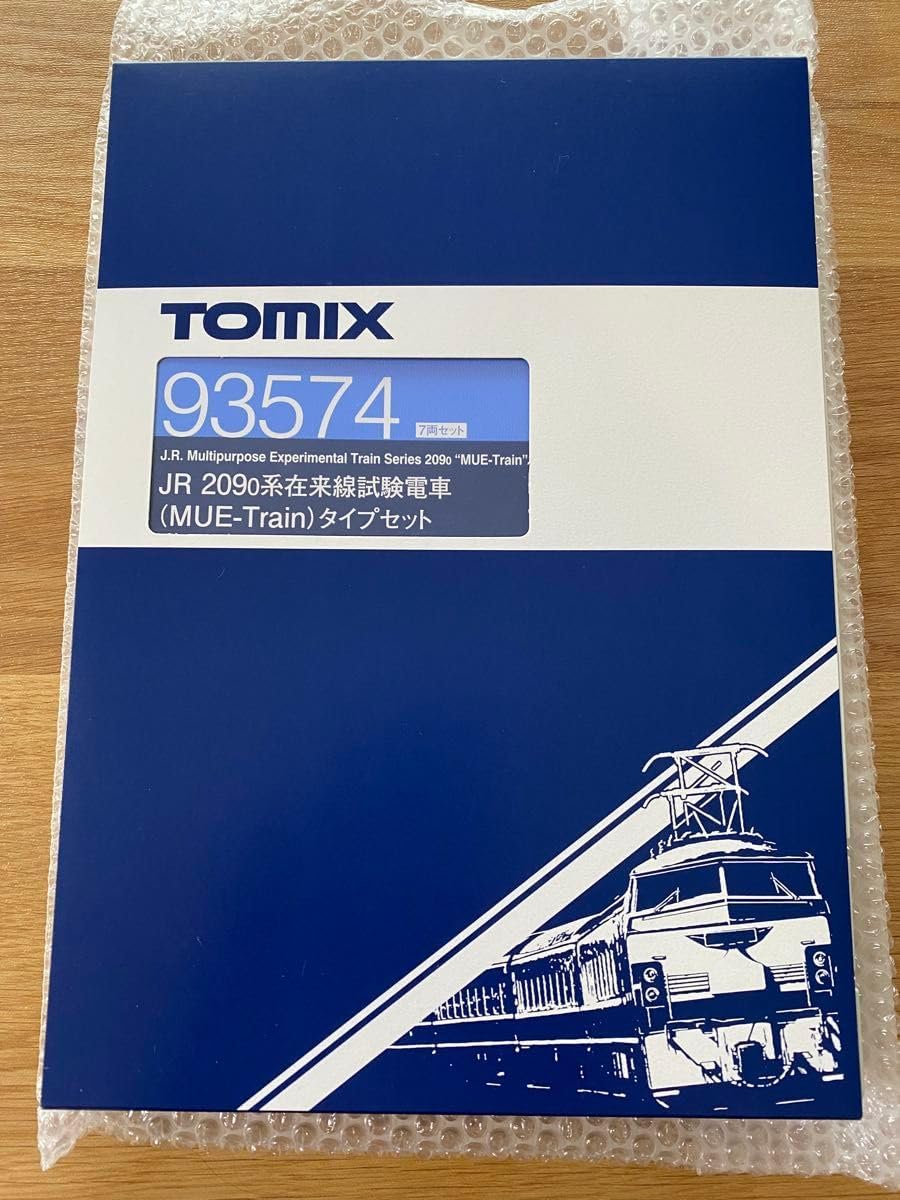 TOMIX
93574 7両セット
J.R. Multipurpose Experimental Train Series 209₀ “MUE-Train”
JR 209₀系在来線試験電車
(MUE-Train)タイプセット